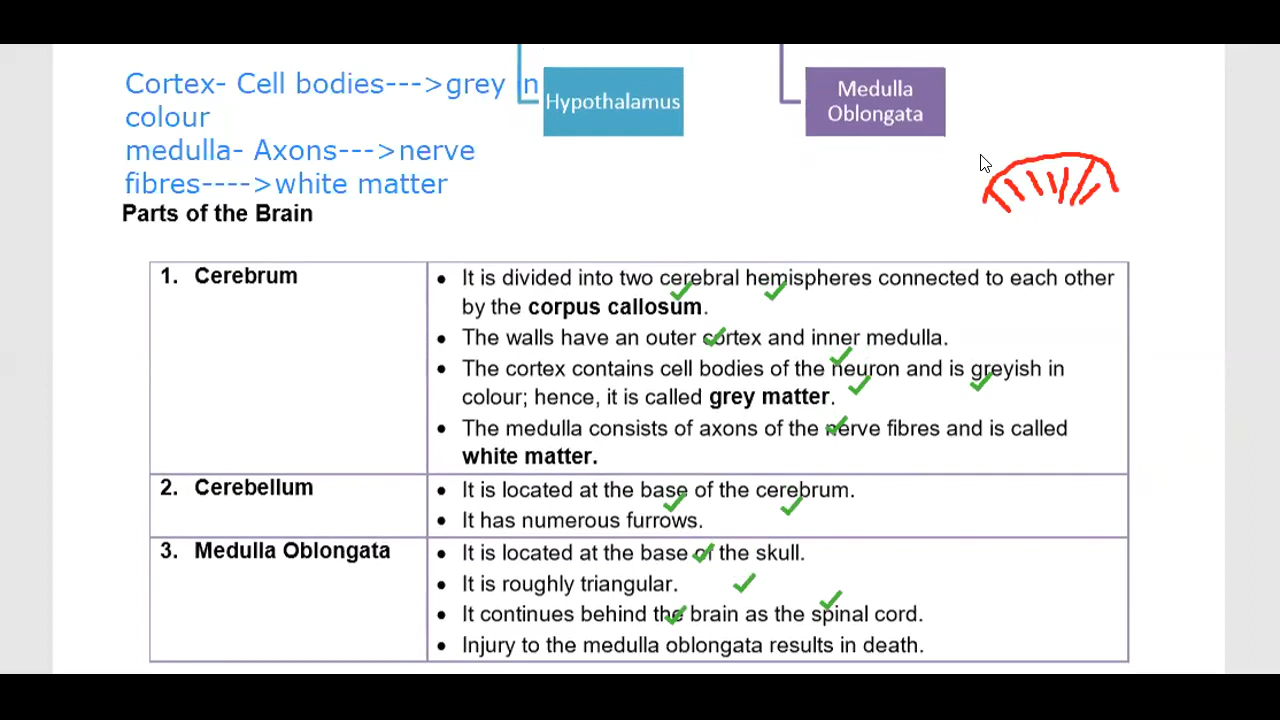 Cortex- Cell bodies--->grey in
colour
medulla- Axons--->nerve
fibres---->white matter
Hypothalamus
Medulla
Oblongata
Parts of the Brain
1. Cerebrum
• It is divided into two cerebral hemispheres connected to each other
by the corpus callosum.
• The walls have an outer cortex and inner medulla.
• The cortex contains cell bodies of the neuron and is greyish in
colour; hence, it is called grey matter.
• The medulla consists of axons of the nerve fibres and is called
white matter.
2. Cerebellum
• It is located at the base of the cerebrum.
• It has numerous furrows.
3. Medulla Oblongata
• It is located at the base of the skull.
• It is roughly triangular.
• It continues behind the brain as the spinal cord.
• Injury to the medulla oblongata results in death.